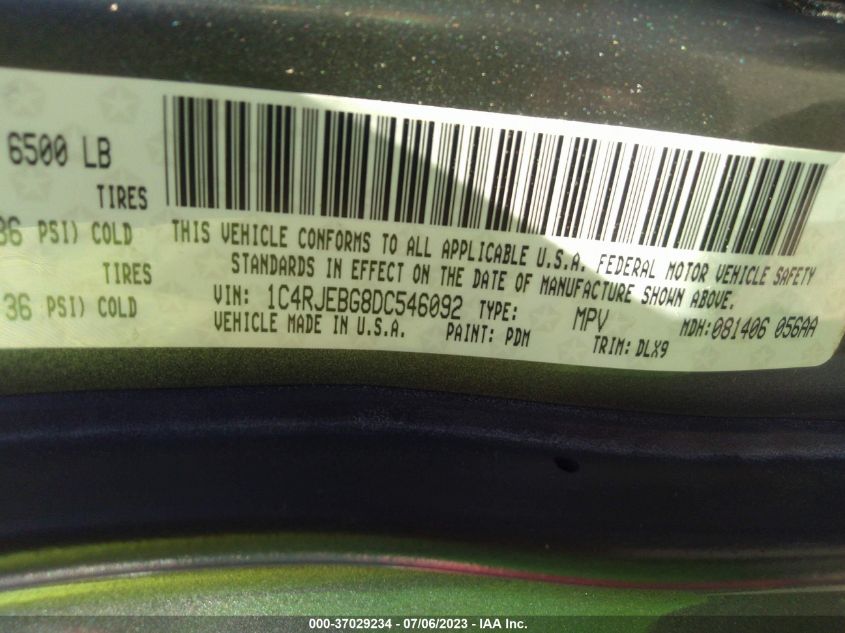 6500 LB
TIRES
36 PSI) COLD
TIRES
36 PSI) COLD
THIS VEHICLE CONFORMS TO ALL APPLICABLE U.S.A. FEDERAL MOTOR VEHICLE SAFETY
STANDARDS IN EFFECT ON THE DATE OF MANUFACTURE SHOWN ABOVE.
VIN: 1C4RJEBG8DC546092 TYPE: MPV MDH:081406 056AA
VEHICLE MADE IN U.S.A. PAINT: PDM TRIM: DLX9
000-37029234 - 07/06/2023 - IAA Inc.